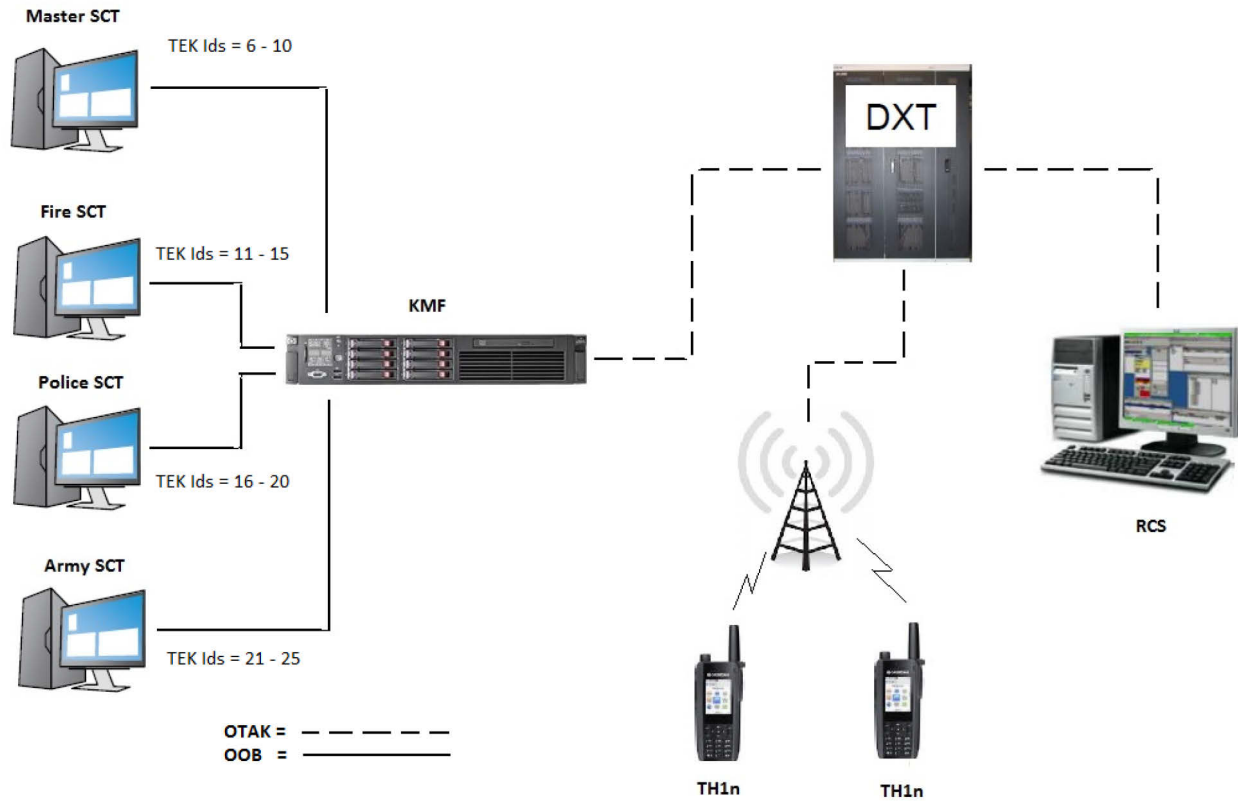 Master SCT
TEK Ids = 6 - 10
DXT
Fire SCT
TEK Ids = 11 - 15
KMF
Police SCT
TEK Ids = 16 - 20
RCS
Army SCT
TEK Ids = 21 - 25
OTAK =
OOB =
TH1n
TH1n